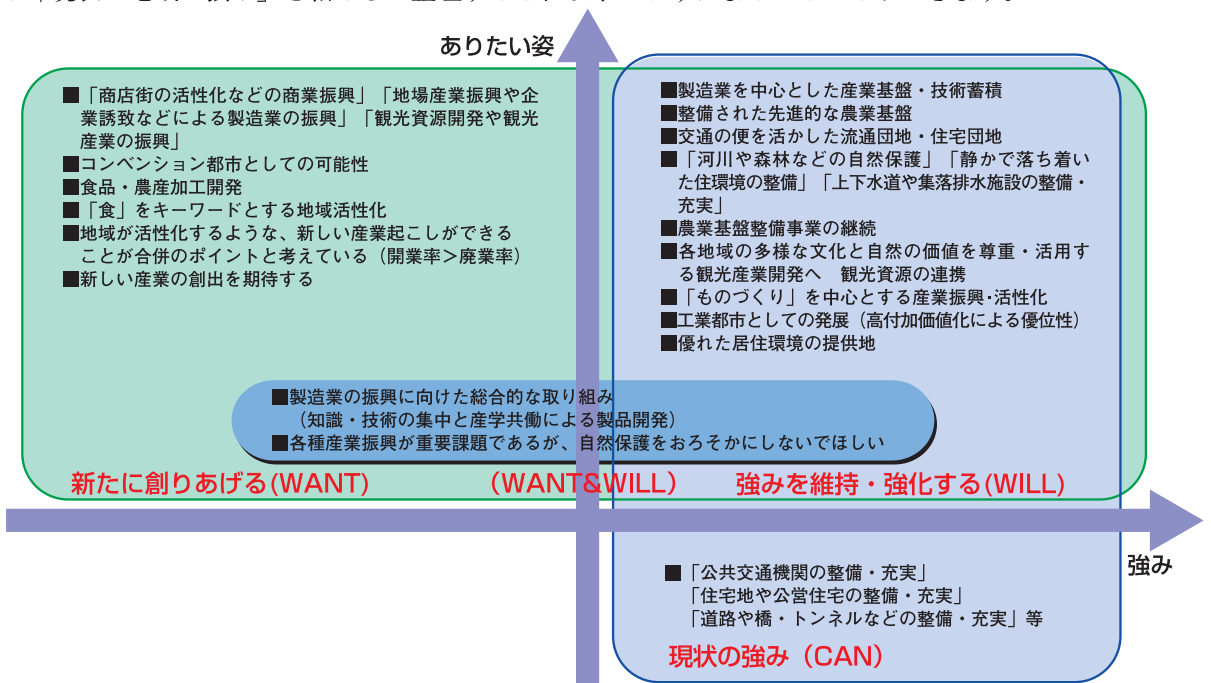 ありたい姿
■「商店街の活性化などの商業振興」「地場産業振興や企
業誘致などによる製造業の振興」「観光資源開発や観光
産業の振興」
■コンベンション都市としての可能性
■食品・農産加工開発
■「食」をキーワードとする地域活性化
■地域が活性化するような、新しい産業起こしができる
ことが合併のポイントと考えている（開業率＞廃業率）
■新しい産業の創出を期待する
■製造業を中心とした産業基盤・技術蓄積
■整備された先進的な農業基盤
■交通の便を活かした流通団地・住宅団地
■「河川や森林などの自然保護」「静かで落ち着い
た住環境の整備」「上下水道や集落排水施設の整備・
充実」
■農業基盤整備事業の継続
■各地域の多様な文化と自然の価値を尊重・活用す
る観光産業開発へ　観光資源の連携
■「ものづくり」を中心とする産業振興・活性化
■工業都市としての発展（高付加価値化による優位性）
■優れた居住環境の提供地
■製造業の振興に向けた総合的な取り組み
（知識・技術の集中と産学共働による製品開発）
■各種産業振興が重要課題であるが、自然保護をおろそかにしないでほしい
新たに創りあげる(WANT)
（WANT&WILL）
強みを維持・強化する(WILL)
強み
■「公共交通機関の整備・充実」
「住宅地や公営住宅の整備・充実」
「道路や橋・トンネルなどの整備・充実」等
現状の強み（CAN）